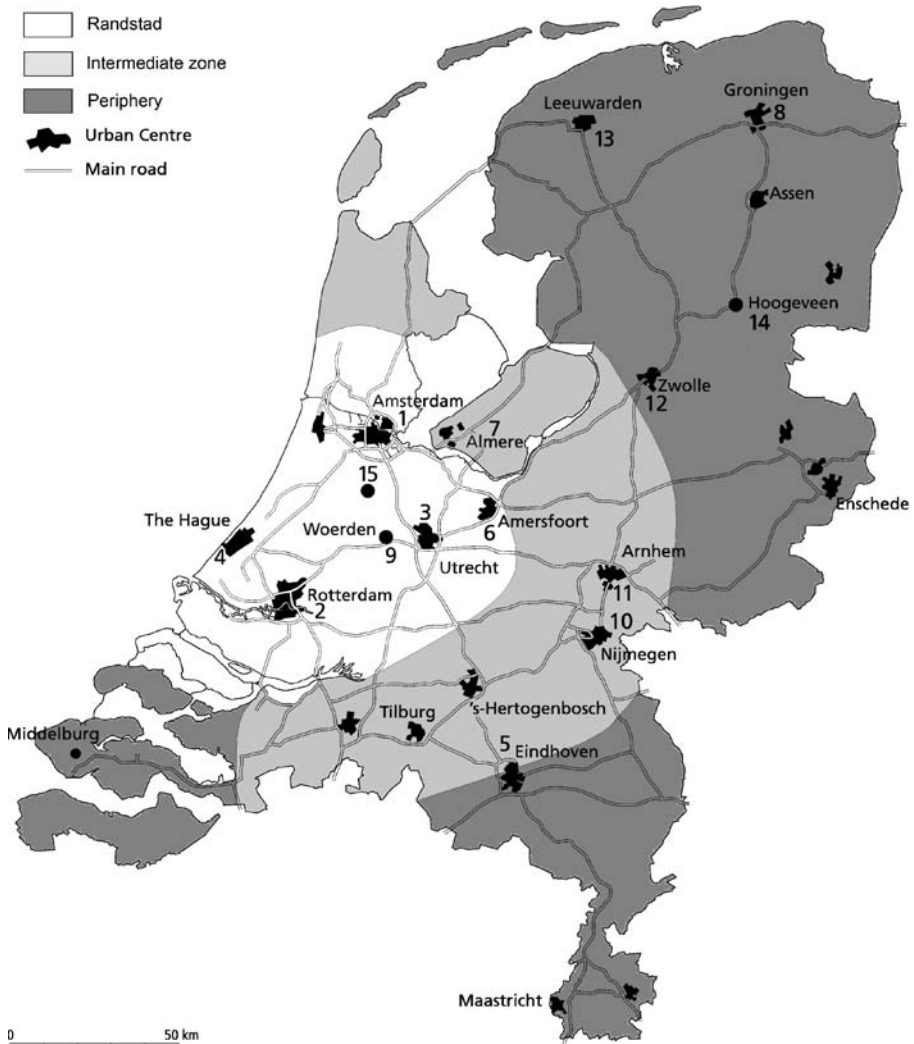 Randstad
Intermediate zone
Periphery
Urban Centre
Main road
Leeuwarden
13
Groningen
8
Assen
Hoogeveen
14
Zwolle
12
Amsterdam
1
7
Almere
15
The Hague
4
Woerden
9
3
Utrecht
6
Amersfoort
Enschede
Arnhem
11
Rotterdam
2
10
Nijmegen
Tilburg
's-Hertogenbosch
Middelburg
5
Eindhoven
Maastricht
0 50 km